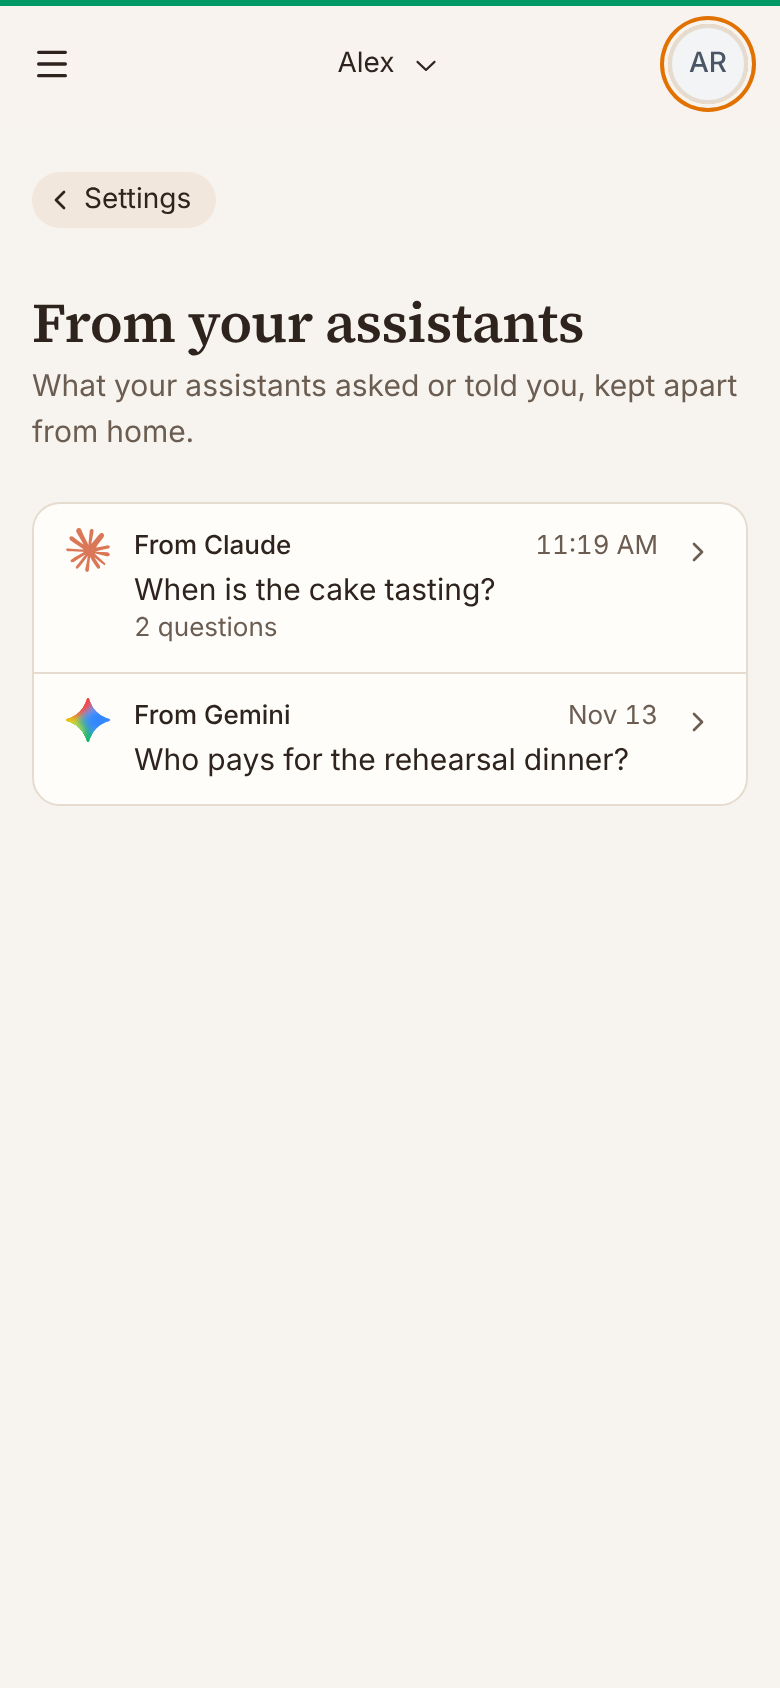 Alex
AR
Settings
From your assistants
What your assistants asked or told you, kept apart
from home.
From Claude
11:19 AM
When is the cake tasting?
2 questions
From Gemini
Nov 13
Who pays for the rehearsal dinner?